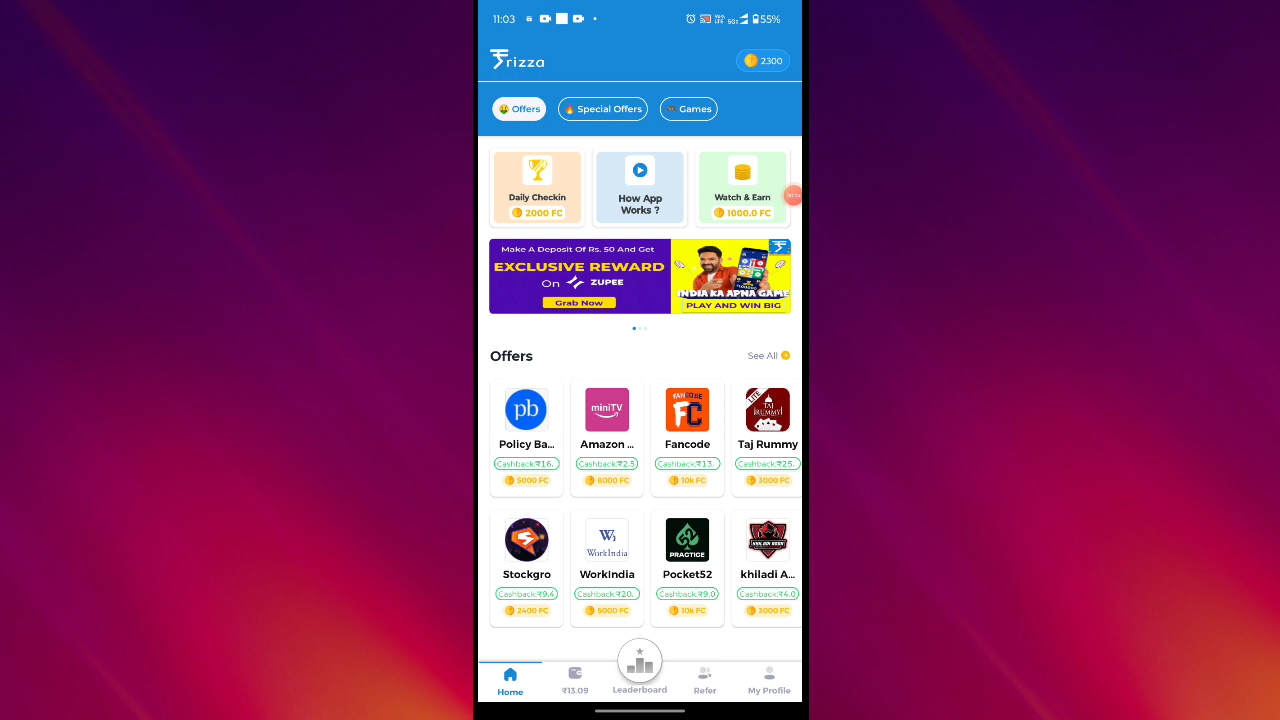 11:03
55%
rizza
2300
🤑 Offers
🔥 Special Offers
Games
Daily Checkin
2000 FC
How App
Works ?
Watch & Earn
1000.0 FC
Make A Deposit Of Rs. 50 And Get
EXCLUSIVE REWARD
On ZUPEE
Grab Now
INDIA KA APNA GAME
PLAY AND WIN BIG
Offers
See All
pb
miniTV
FANCODE
FC
LITE
TAJ
RUMMY
Policy Ba...
Amazon ...
Fancode
Taj Rummy
Cashback:₹16.
Cashback:₹2.5
Cashback:₹13.
Cashback:₹25.
5000 FC
8000 FC
10k FC
3000 FC
WorkIndia
PRACTICE
KHILADI ADDA
Stockgro
WorkIndia
Pocket52
khiladi A...
Cashback:₹9.4
Cashback:₹20.
Cashback:₹9.0
Cashback:₹4.0
2400 FC
5000 FC
10k FC
3000 FC
Home
₹13.09
Leaderboard
Refer
My Profile